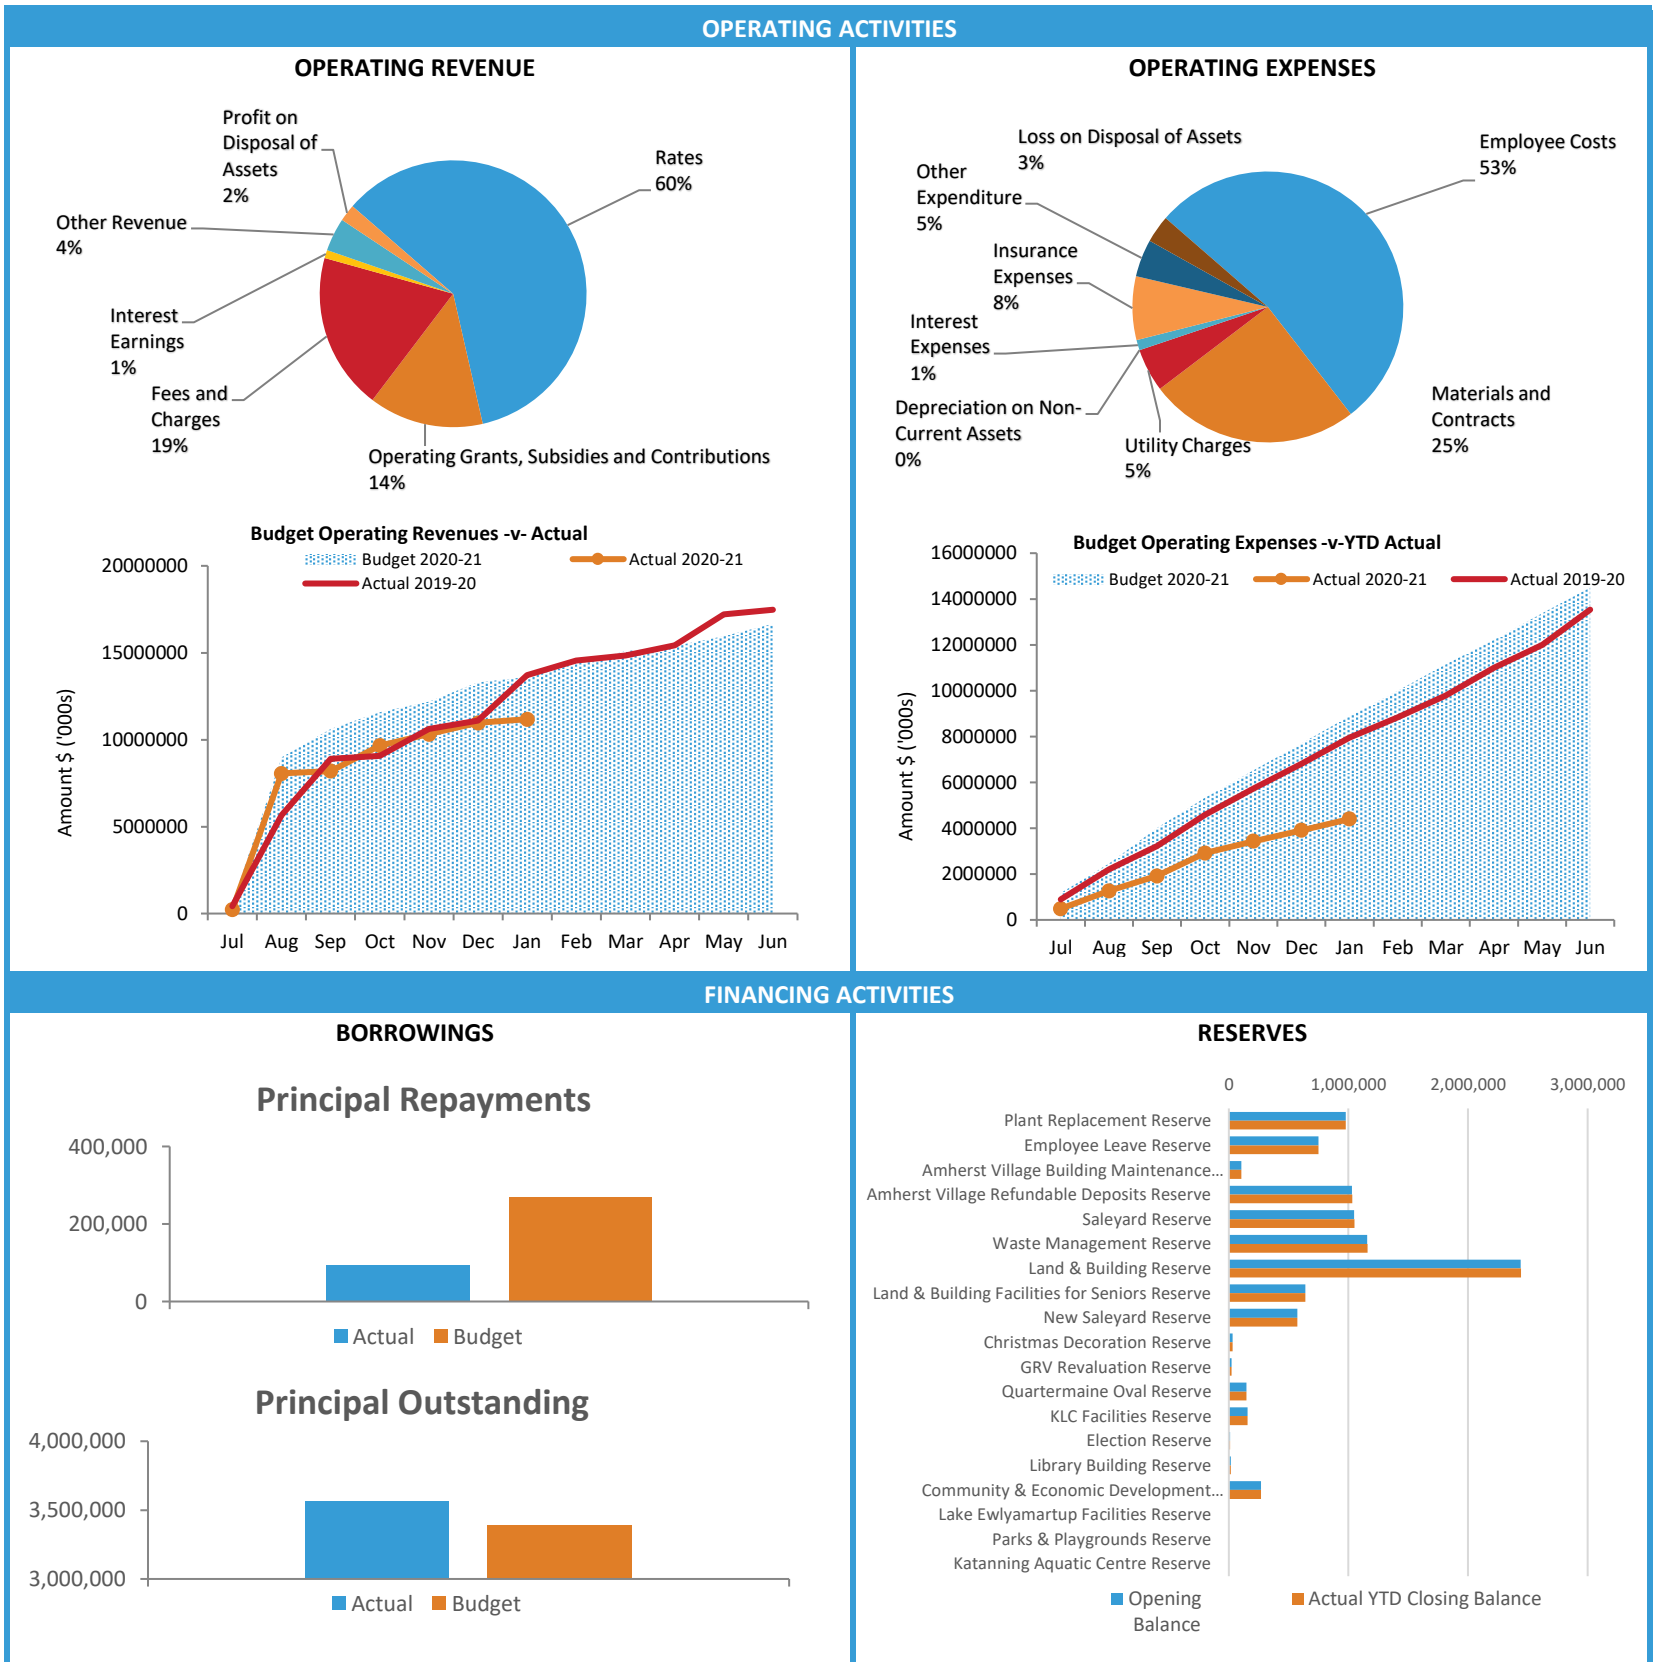 OPERATING ACTIVITIES
OPERATING REVENUE
Profit on
Disposal of
Assets
2%
Rates
60%
Other Revenue
4%
Interest
Earnings
1%
Fees and
Charges
19%
Operating Grants, Subsidies and Contributions
14%
Budget Operating Revenues -v- Actual
Budget 2020-21
Actual 2020-21
Actual 2019-20
Amount $ ('000s)
20000000
15000000
10000000
5000000
0
Jul Aug Sep Oct Nov Dec Jan Feb Mar Apr May Jun
OPERATING EXPENSES
Loss on Disposal of Assets
3%
Employee Costs
53%
Other
Expenditure
5%
Insurance
Expenses
8%
Interest
Expenses
1%
Depreciation on Non-
Current Assets
0%
Utility Charges
5%
Materials and
Contracts
25%
Budget Operating Expenses -v-YTD Actual
Budget 2020-21
Actual 2020-21
Actual 2019-20
Amount $ ('000s)
16000000
14000000
12000000
10000000
8000000
6000000
4000000
2000000
0
Jul Aug Sep Oct Nov Dec Jan Feb Mar Apr May Jun
FINANCING ACTIVITIES
BORROWINGS
Principal Repayments
400,000
200,000
0
Actual Budget
Principal Outstanding
4,000,000
3,500,000
3,000,000
Actual Budget
RESERVES
0 1,000,000 2,000,000 3,000,000
Plant Replacement Reserve
Employee Leave Reserve
Amherst Village Building Maintenance...
Amherst Village Refundable Deposits Reserve
Saleyard Reserve
Waste Management Reserve
Land & Building Reserve
Land & Building Facilities for Seniors Reserve
New Saleyard Reserve
Christmas Decoration Reserve
GRV Revaluation Reserve
Quartermaine Oval Reserve
KLC Facilities Reserve
Election Reserve
Library Building Reserve
Community & Economic Development...
Lake Ewlyamartup Facilities Reserve
Parks & Playgrounds Reserve
Katanning Aquatic Centre Reserve
Opening
Balance
Actual YTD Closing Balance